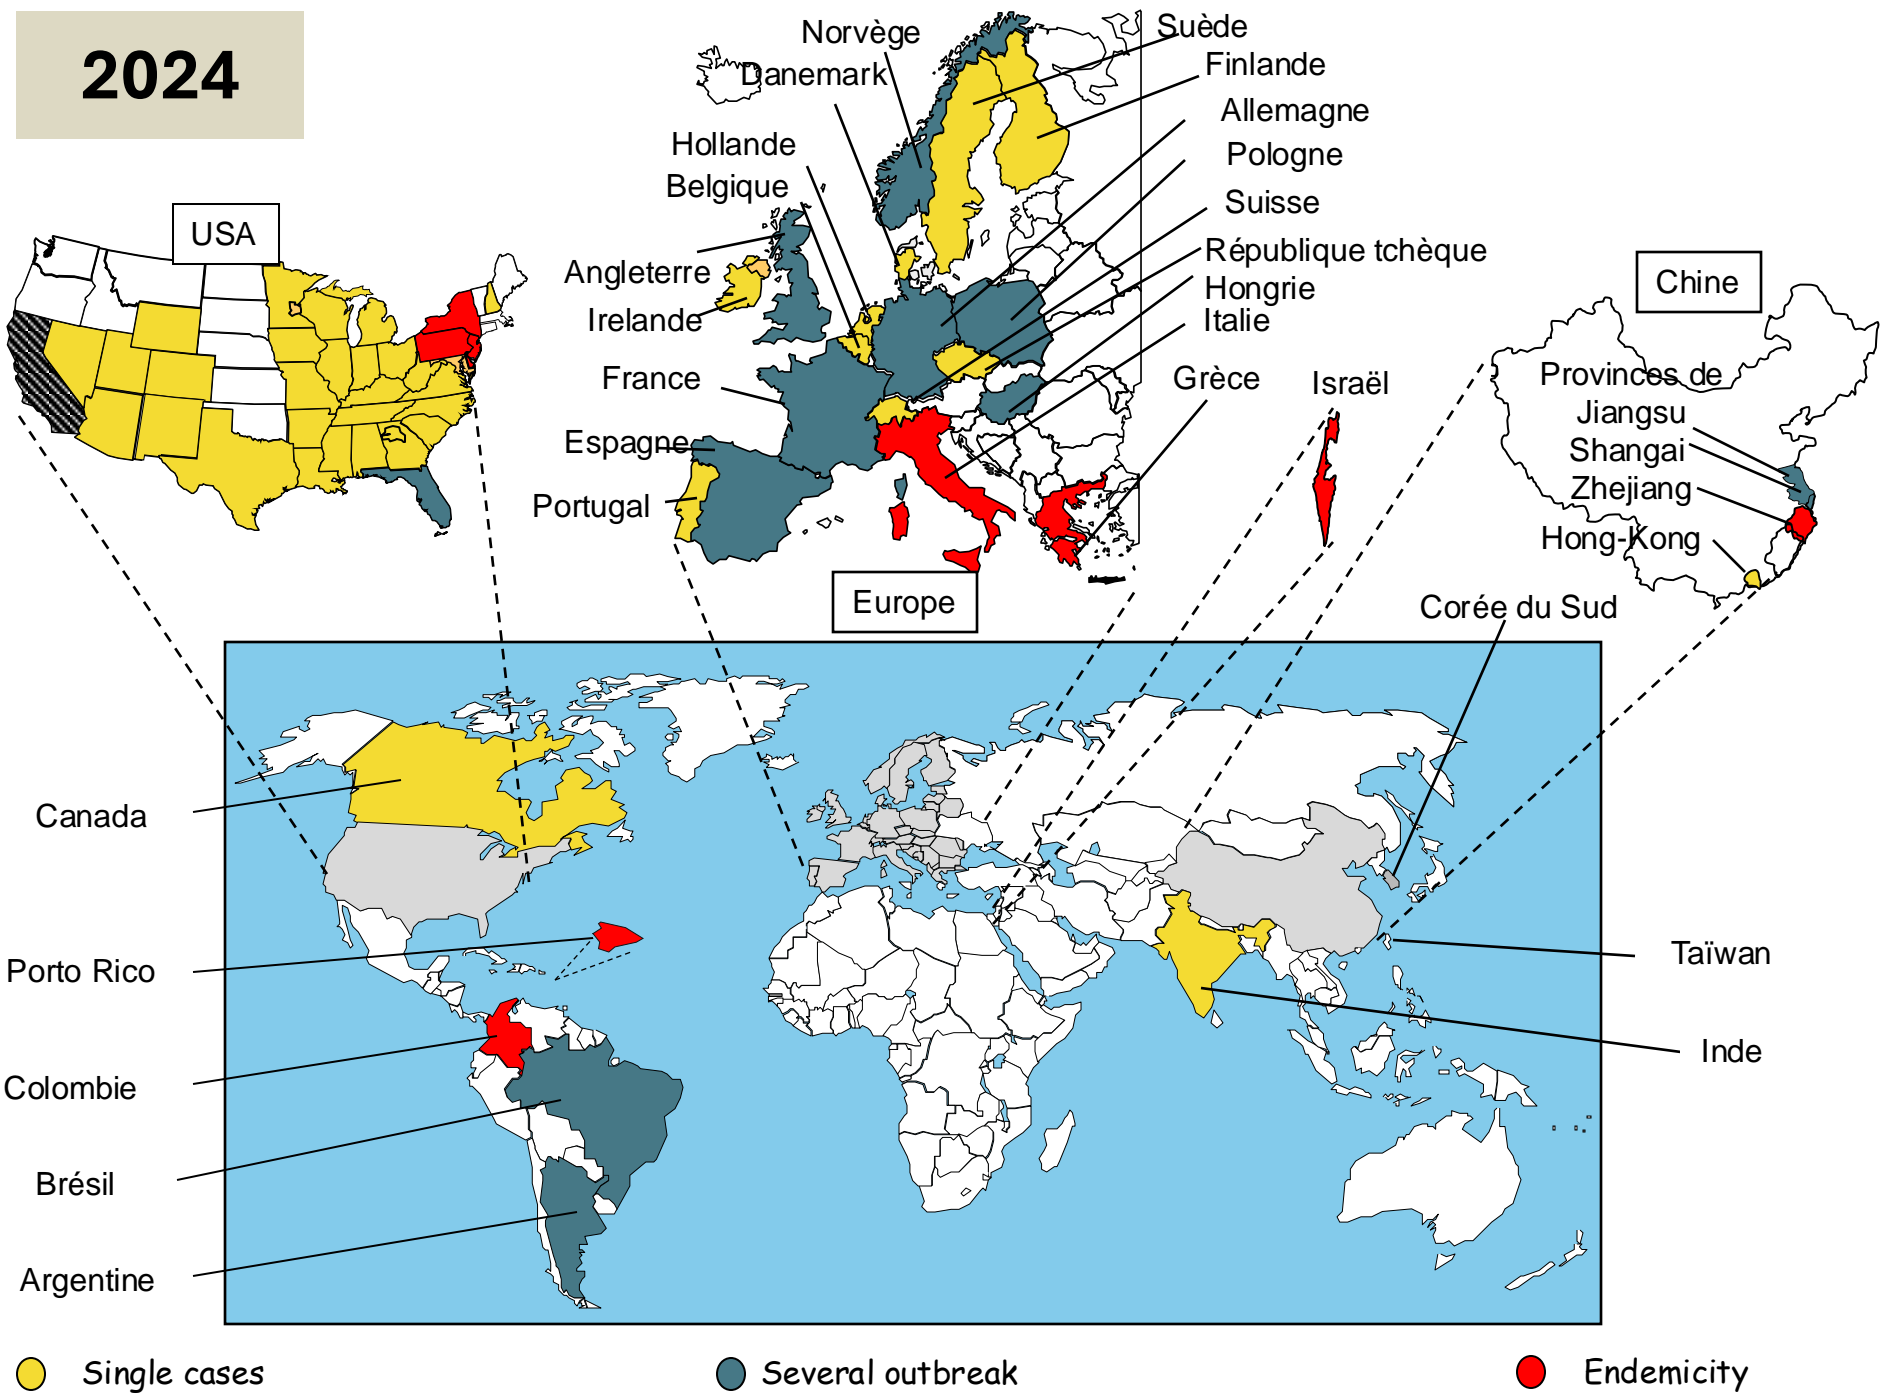 2024
USA
Norvège
Danemark
Hollande
Belgique
Angleterre
Irelande
France
Espagne
Portugal
Suède
Finlande
Allemagne
Pologne
Suisse
République tchèque
Hongrie
Italie
Grèce
Israël
Europe
Chine
Provinces de
Jiangsu
Shangai
Zhejiang
Hong-Kong
Corée du Sud
Canada
Porto Rico
Colombie
Brésil
Argentine
Taïwan
Inde
Single cases
Several outbreak
Endemicity